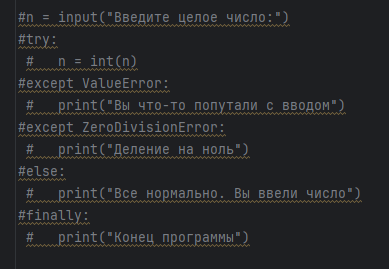 #n = input("Введите целое число:")
#try:
 #   n = int(n)
#except ValueError:
 #   print("Вы что-то попутали с вводом")
#except ZeroDivisionError:
 #   print("Деление на ноль")
#else:
 #   print("Все нормально. Вы ввели число")
#finally:
 #   print("Конец программы")